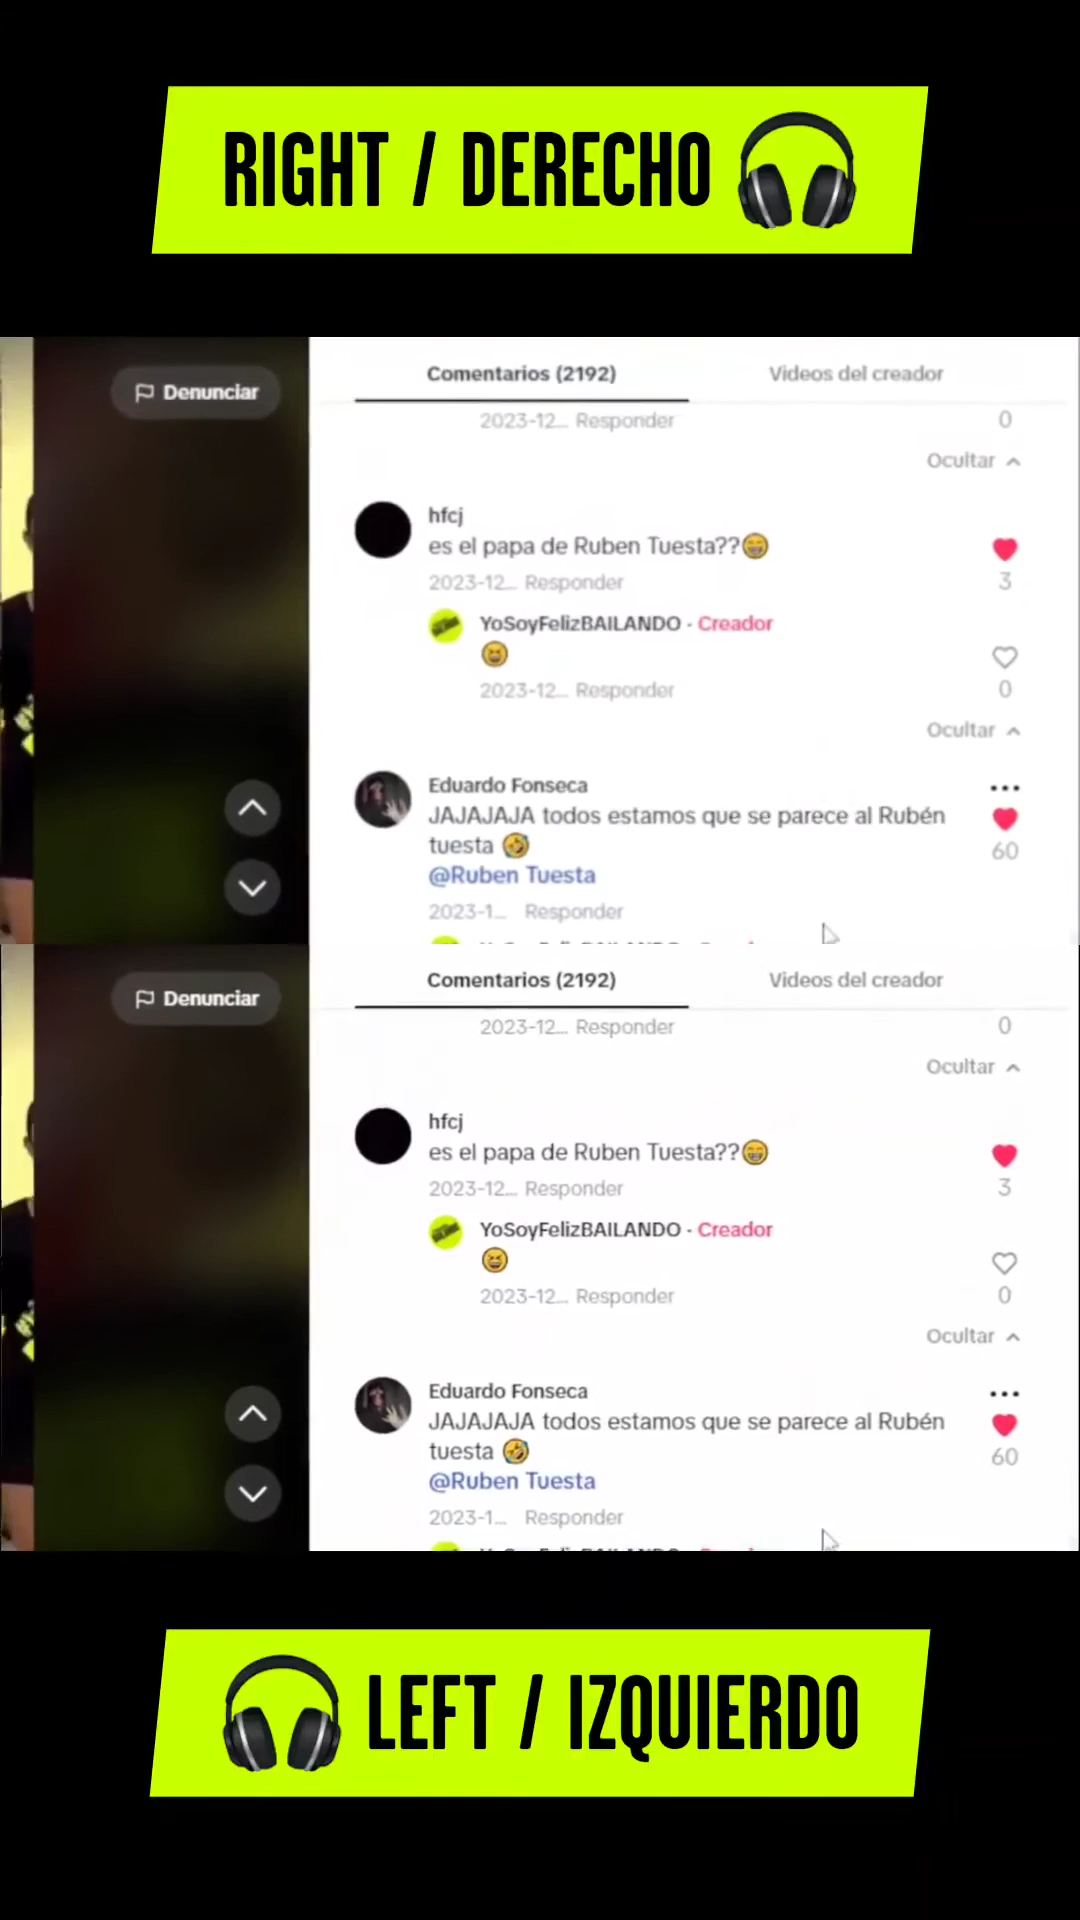 RIGHT / DERECHO
Denunciar
Comentarios (2192)
Videos del creador
2023-12... Responder
0
Ocultar
hfcj
es el papa de Ruben Tuesta??😁
3
2023-12... Responder
YoSoyFelizBAILANDO - Creador
😆
0
2023-12... Responder
Ocultar
Eduardo Fonseca
JAJAJAJA todos estamos que se parece al Rubén
tuesta 🤣
60
@Ruben Tuesta
2023-1... Responder
Denunciar
Comentarios (2192)
Videos del creador
2023-12... Responder
0
Ocultar
hfcj
es el papa de Ruben Tuesta??😁
3
2023-12... Responder
YoSoyFelizBAILANDO - Creador
😆
0
2023-12... Responder
Ocultar
Eduardo Fonseca
JAJAJAJA todos estamos que se parece al Rubén
tuesta 🤣
60
@Ruben Tuesta
2023-1... Responder
LEFT / IZQUIERDO